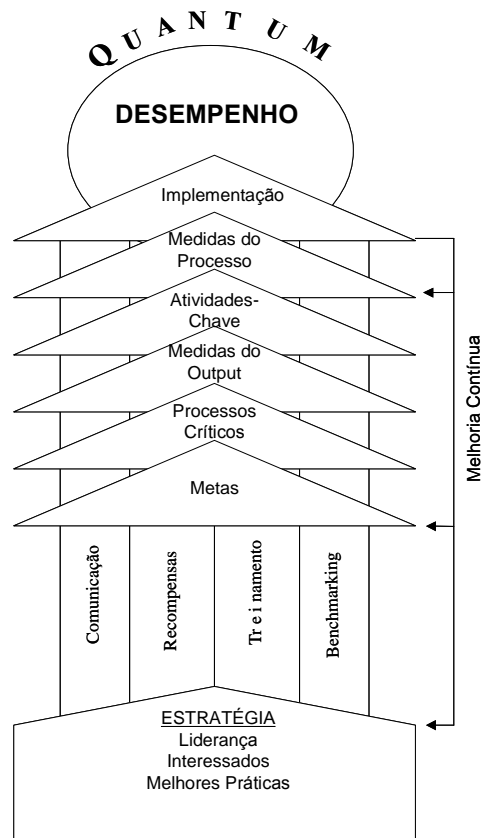 QUANTUM
DESEMPENHO
Implementação
Medidas do
Processo
Atividades-
Chave
Medidas do
Output
Processos
Críticos
Metas
Melhoria Contínua
Comunicação
Recompensas
Tr e i namento
Benchmarking
ESTRATÉGIA
Liderança
Interessados
Melhores Práticas